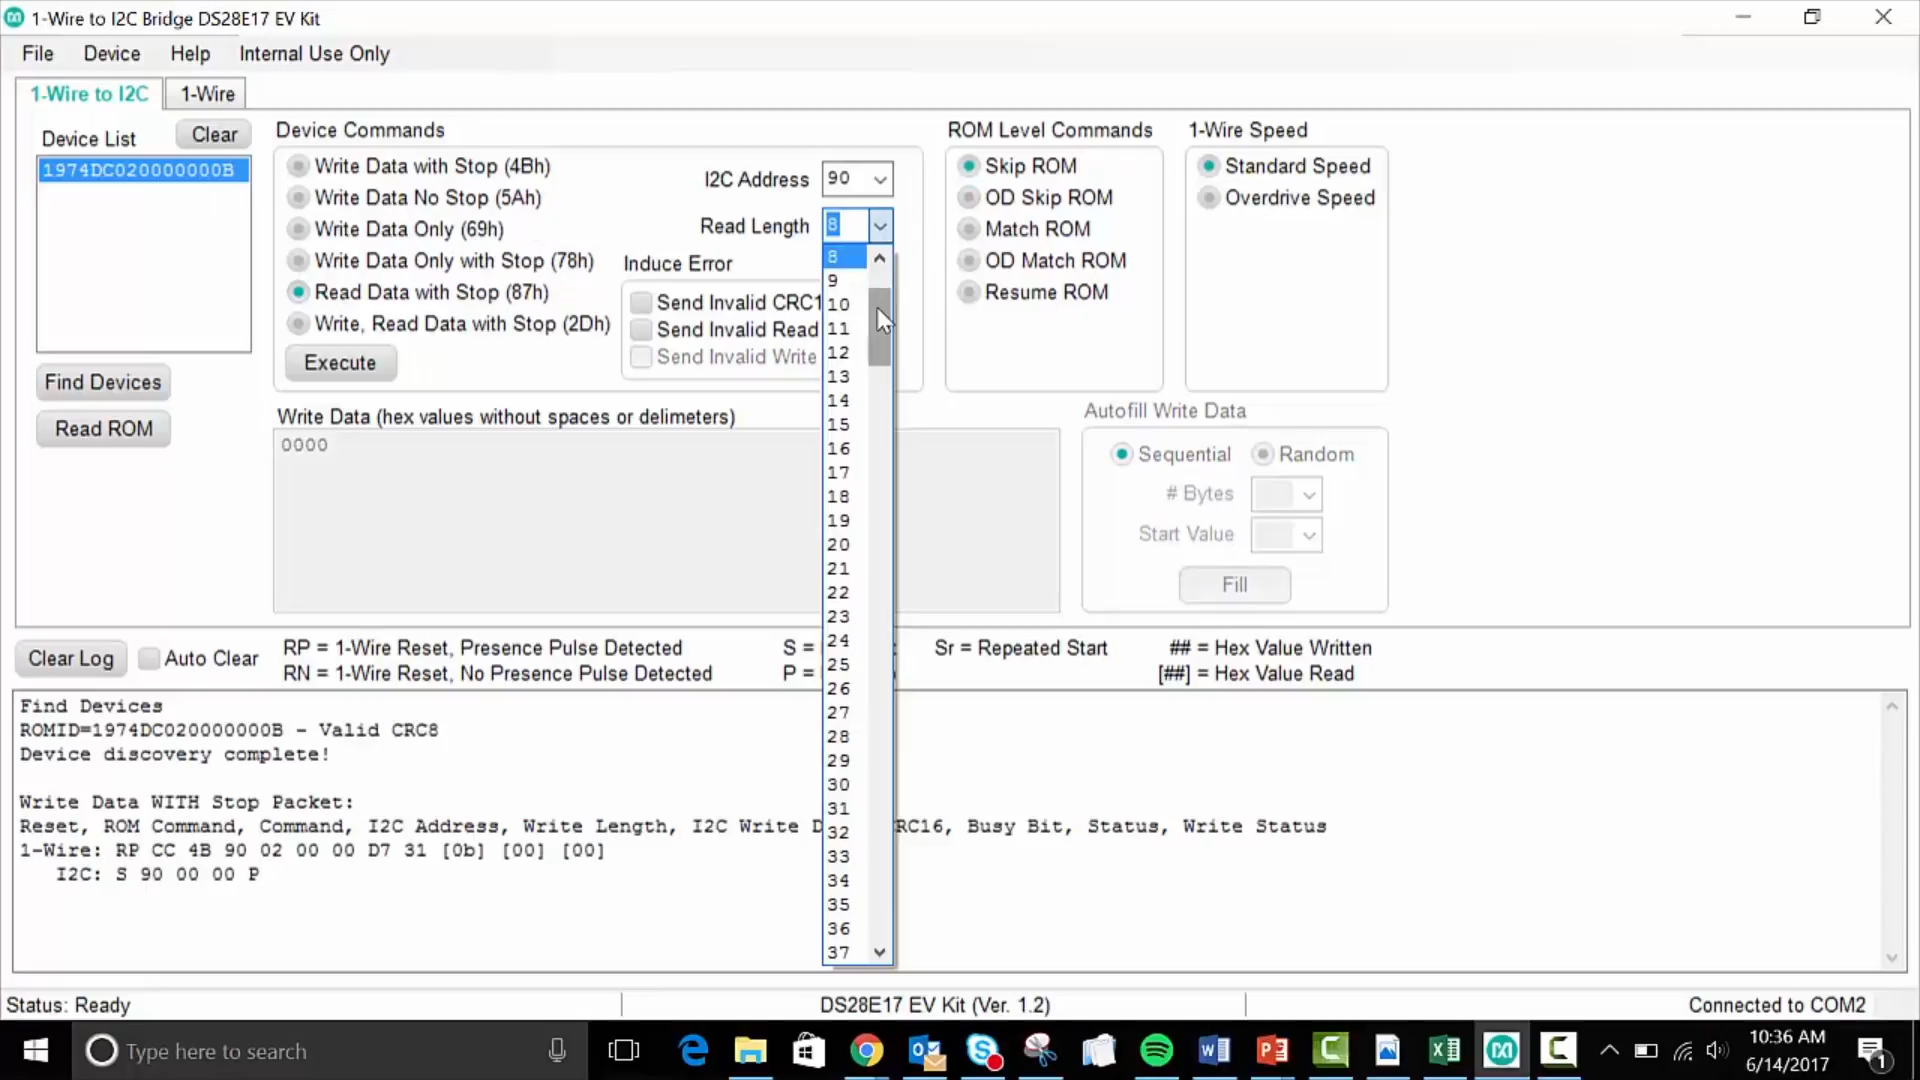 1-Wire to I2C Bridge DS28E17 EV Kit
File Device Help Internal Use Only
1-Wire to I2C 1-Wire
Device List Clear
1974DC020000000B
Find Devices
Read ROM
Device Commands
Write Data with Stop (4Bh)
Write Data No Stop (5Ah)
Write Data Only (69h)
Write Data Only with Stop (78h)
Read Data with Stop (87h)
Write, Read Data with Stop (2Dh)
Execute
I2C Address 90
Read Length 8
Induce Error
Send Invalid CRC1
Send Invalid Read
Send Invalid Write
8
9
10
11
12
13
14
15
16
17
18
19
20
21
22
23
24
25
26
27
28
29
30
31
32
33
34
35
36
37
ROM Level Commands
Skip ROM
OD Skip ROM
Match ROM
OD Match ROM
Resume ROM
1-Wire Speed
Standard Speed
Overdrive Speed
Write Data (hex values without spaces or delimeters)
0000
Autofill Write Data
Sequential Random
# Bytes
Start Value
Fill
Clear Log Auto Clear
RP = 1-Wire Reset, Presence Pulse Detected S = Sr = Repeated Start ## = Hex Value Written
RN = 1-Wire Reset, No Presence Pulse Detected P = [##] = Hex Value Read
Find Devices
ROMID=1974DC020000000B - Valid CRC8
Device discovery complete!
Write Data WITH Stop Packet:
Reset, ROM Command, Command, I2C Address, Write Length, I2C Write D RC16, Busy Bit, Status, Write Status
1-Wire: RP CC 4B 90 02 00 00 D7 31 [0b] [00] [00]
I2C: S 90 00 00 P
Status: Ready DS28E17 EV Kit (Ver. 1.2) Connected to COM2
Type here to search
10:36 AM
6/14/2017
1